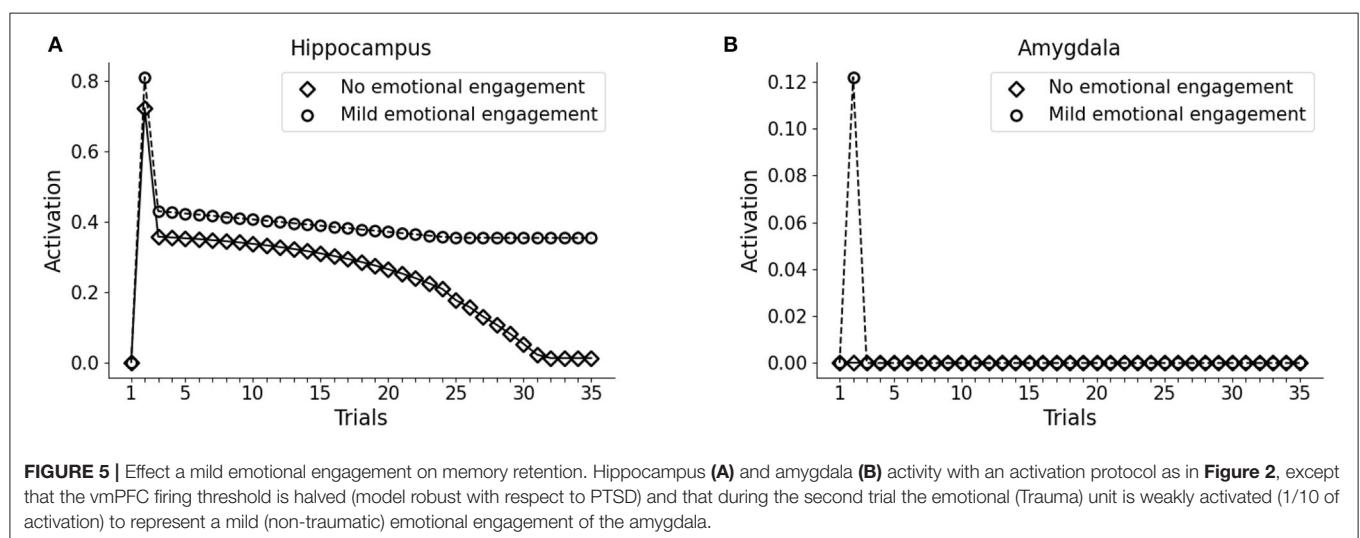 A
Hippocampus
No emotional engagement
Mild emotional engagement
0.8
0.6
0.4
0.2
0.0
Activation
1 5 10 15 20 25 30 35
Trials
B
Amygdala
No emotional engagement
Mild emotional engagement
0.12
0.10
0.08
0.06
0.04
0.02
0.00
Activation
1 5 10 15 20 25 30 35
Trials
FIGURE 5 | Effect a mild emotional engagement on memory retention. Hippocampus (A) and amygdala (B) activity with an activation protocol as in Figure 2, except
that the vmPFC firing threshold is halved (model robust with respect to PTSD) and that during the second trial the emotional (Trauma) unit is weakly activated (1/10 of
activation) to represent a mild (non-traumatic) emotional engagement of the amygdala.